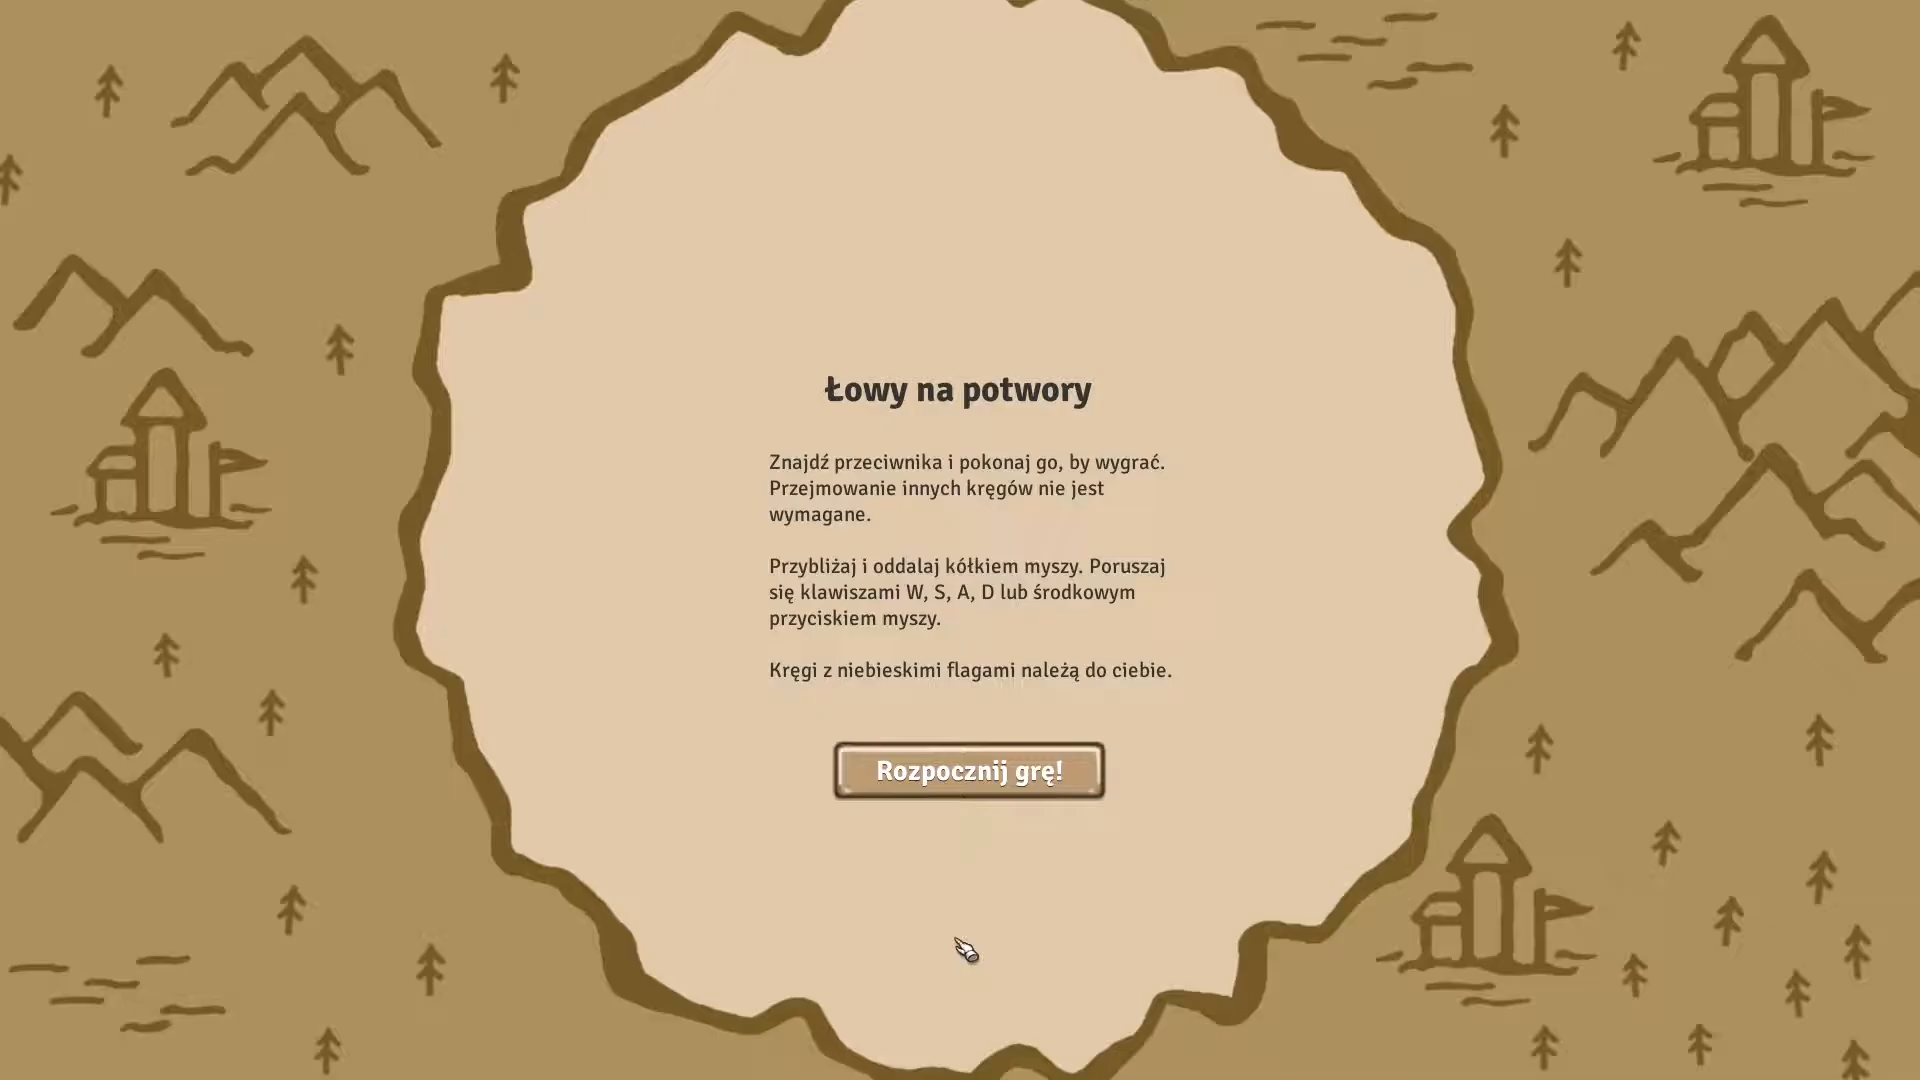 Łowy na potwory
Znajdź przeciwnika i pokonaj go, by wygrać.
Przejmowanie innych kręgów nie jest
wymagane.
Przybliżaj i oddalaj kółkiem myszy. Poruszaj
się klawiszami W, S, A, D lub środkowym
przyciskiem myszy.
Kręgi z niebieskimi flagami należą do ciebie.
Rozpocznij grę!